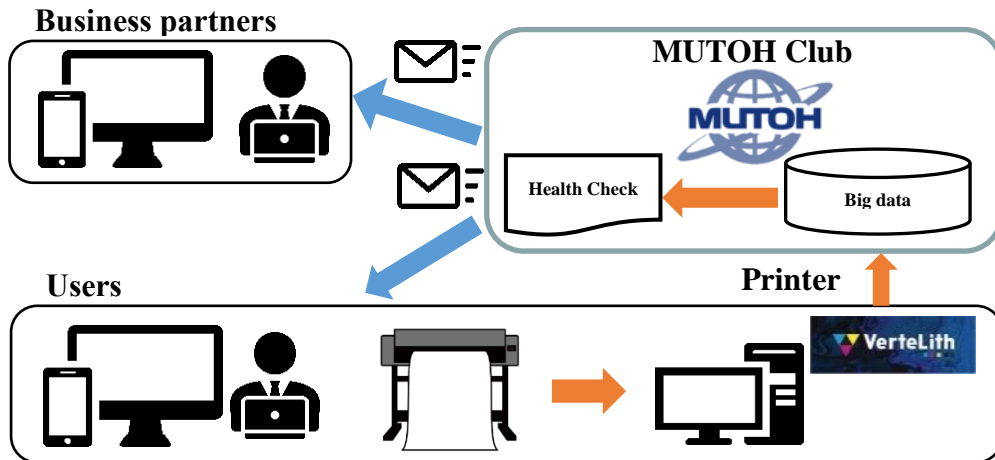 Business partners
MUTOH Club
MUTOH
Health Check
Big data
Users
Printer
VerteLith